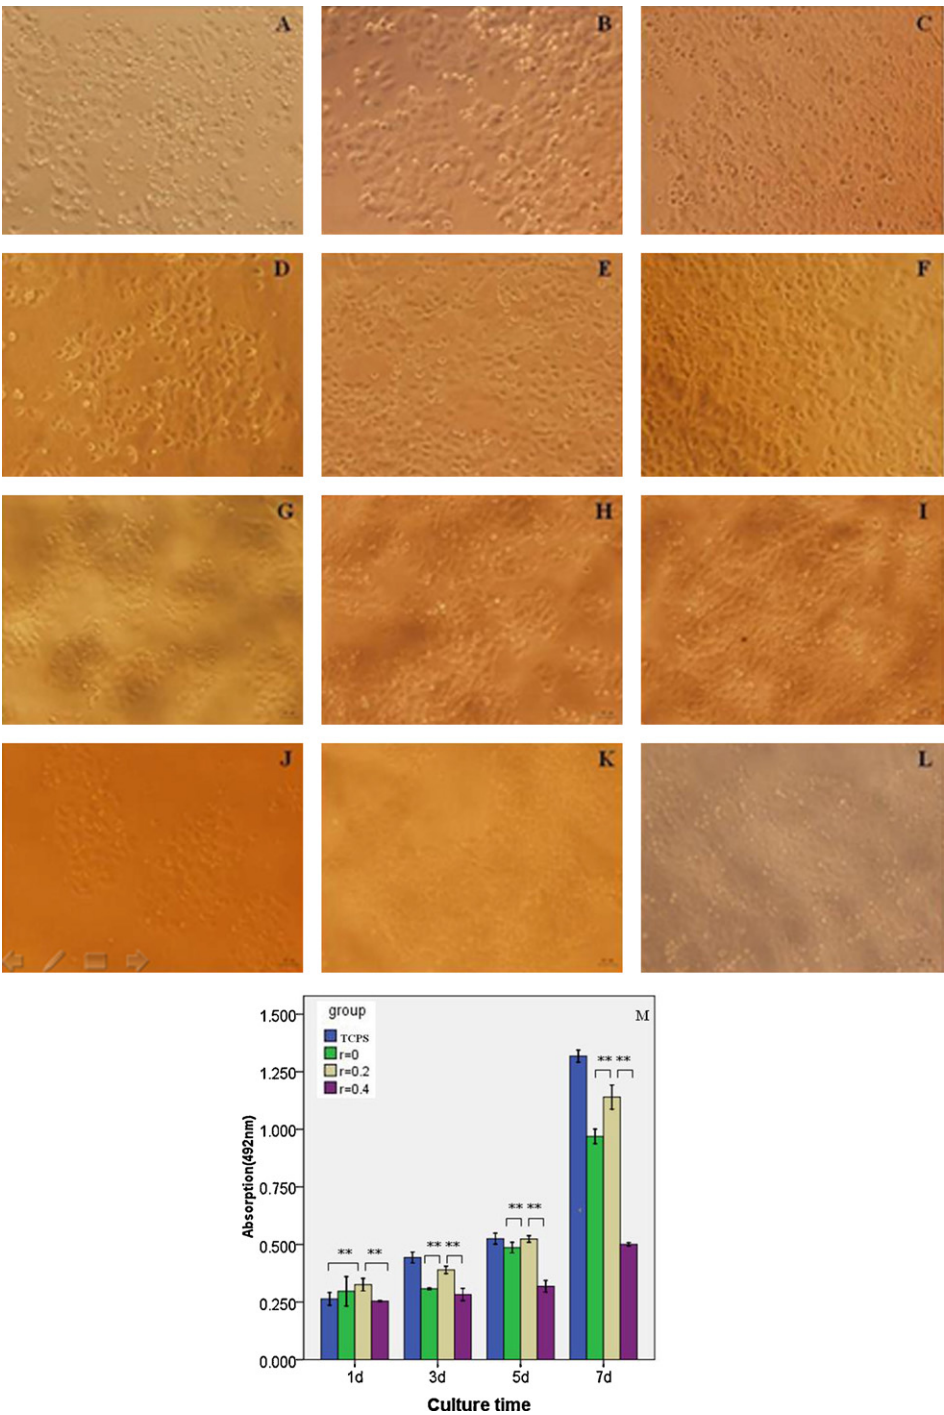 A
B
C
D
E
F
G
H
I
J
K
L
M
group
TCPS
r=0
r=0.2
r=0.4
1.500
1.250
1.000
0.750
0.500
0.250
0.000
Absorption(492nm)
** **
** **
** **
** **
1d 3d 5d 7d
Culture time